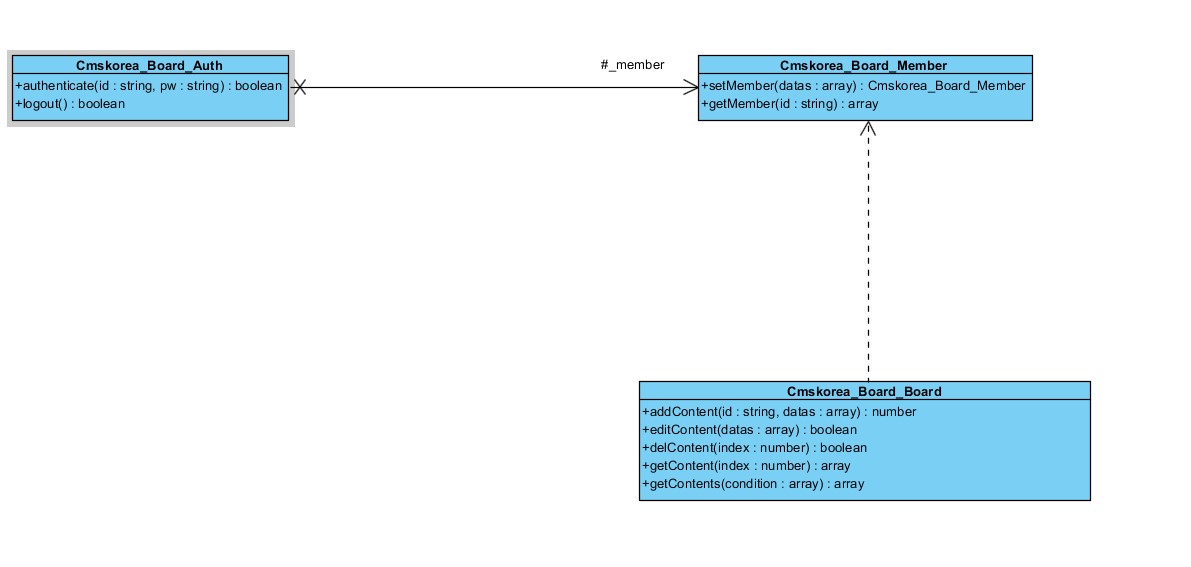 Cmskorea_Board_Auth
+authenticate(id : string, pw : string) : boolean
+logout() : boolean
#_member
Cmskorea_Board_Member
+setMember(datas : array) : Cmskorea_Board_Member
+getMember(id : string) : array
Cmskorea_Board_Board
+addContent(id : string, datas : array) : number
+editContent(datas : array) : boolean
+delContent(index : number) : boolean
+getContent(index : number) : array
+getContents(condition : array) : array